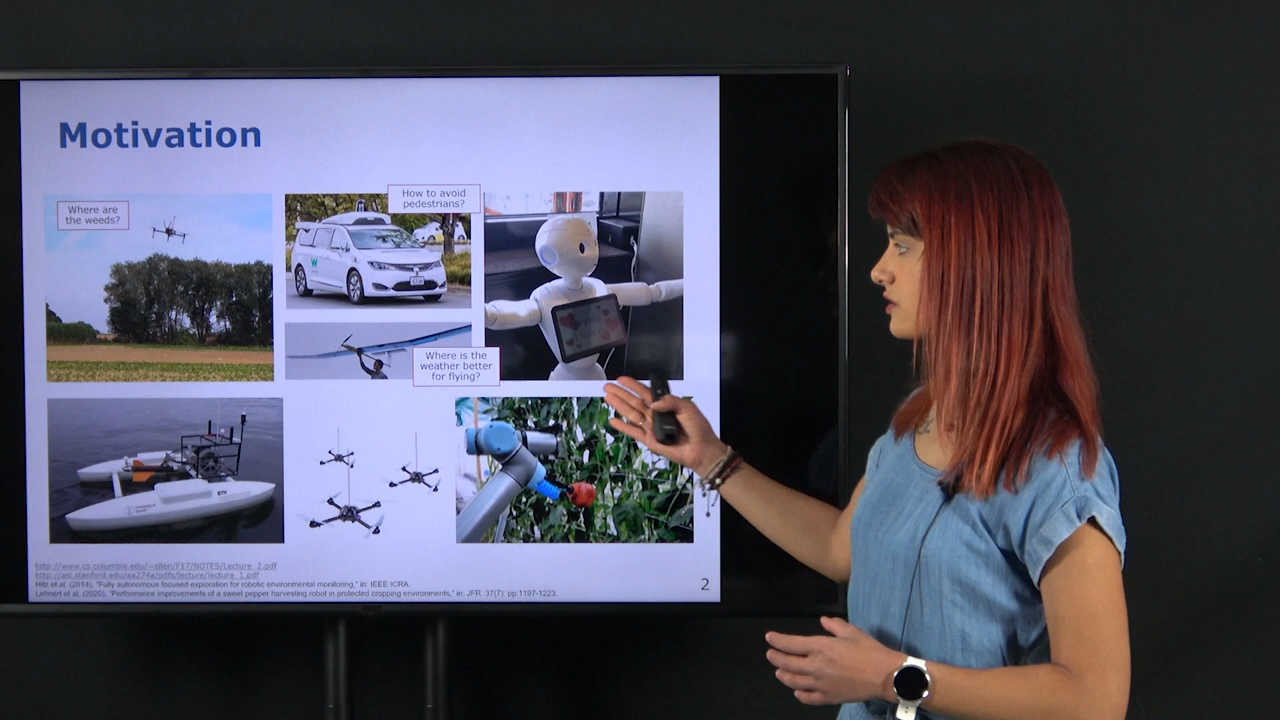 Motivation
Where are
the weeds?
How to avoid
pedestrians?
Where is the
weather better
for flying?
http://www.cs.columbia.edu/~allen/F17/NOTES/Lecture_2.pdf
http://asl.stanford.edu/aa274a/pdfs/lecture/lecture_1.pdf
Hitz et al. (2014), "Fully autonomous focused exploration for robotic environmental monitoring," in: IEEE ICRA.
Lehnert et al. (2020), "Performance improvements of a sweet pepper harvesting robot in protected cropping environments," in: JFR. 37(7): pp.1197-1223.
2